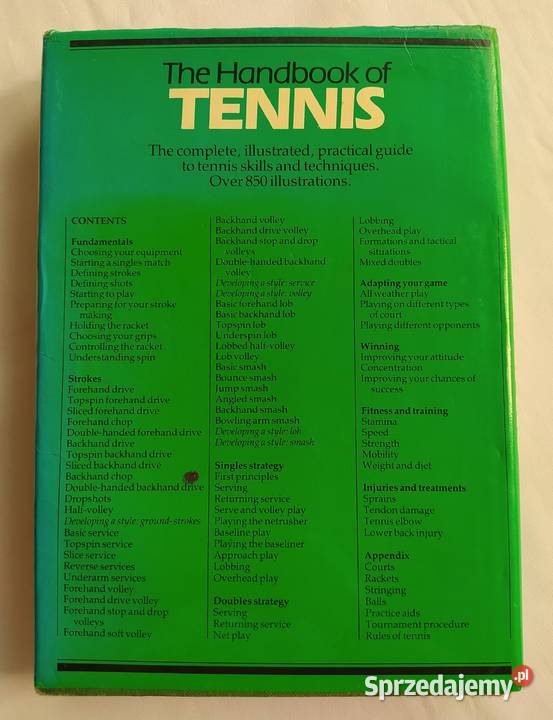 The Handbook of
TENNIS
The complete, illustrated, practical guide
to tennis skills and techniques.
Over 850 illustrations.
CONTENTS
Fundamentals
Choosing your equipment
Starting a singles match
Defining strokes
Defining shots
Starting to play
Preparing for your stroke
making
Holding the racket
Choosing your grips
Controlling the racket
Understanding spin
Strokes
Forehand drive
Topspin forehand drive
Sliced forehand drive
Forehand chop
Double-handed forehand drive
Backhand drive
Topspin backhand drive
Sliced backhand drive
Backhand chop
Double-handed backhand drive
Dropshots
Half-volley
Developing a style: ground-strokes
Basic service
Topspin service
Slice service
Reverse services
Underarm services
Forehand volley
Forehand drive volley
Forehand stop and drop
volleys
Forehand soft volley
Backhand volley
Backhand drive volley
Backhand stop and drop
volleys
Double-handed backhand
volley
Developing a style: service
Developing a style: volley
Basic forehand lob
Basic backhand lob
Topspin lob
Underspin lob
Lobbed half-volley
Lob volley
Basic smash
Bounce smash
Jump smash
Angled smash
Backhand smash
Bowling arm smash
Developing a style: lob
Developing a style: smash
Singles strategy
First principles
Serving
Returning service
Serve and volley play
Playing the netrusher
Baseline play
Playing the baseliner
Approach play
Lobbing
Overhead play
Doubles strategy
Serving
Returning service
Net play
Lobbing
Overhead play
Formations and tactical
situations
Mixed doubles
Adapting your game
All weather play
Playing on different types
of court
Playing different opponents
Winning
Improving your attitude
Concentration
Improving your chances of
success
Fitness and training
Stamina
Speed
Strength
Mobility
Weight and diet
Injuries and treatments
Sprains
Tendon damage
Tennis elbow
Lower back injury
Appendix
Courts
Rackets
Stringing
Balls
Practice aids
Tournament procedure
Rules of tennis
Sprzedajemy.pl